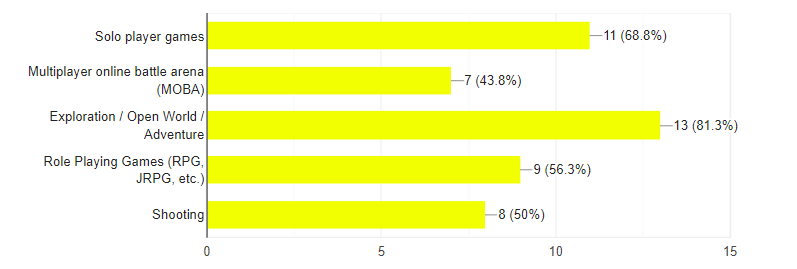 Solo player games
11 (68.8%)
Multiplayer online battle arena
(MOBA)
7 (43.8%)
Exploration / Open World /
Adventure
13 (81.3%)
Role Playing Games (RPG,
JRPG, etc.)
9 (56.3%)
Shooting
8 (50%)
0
5
10
15